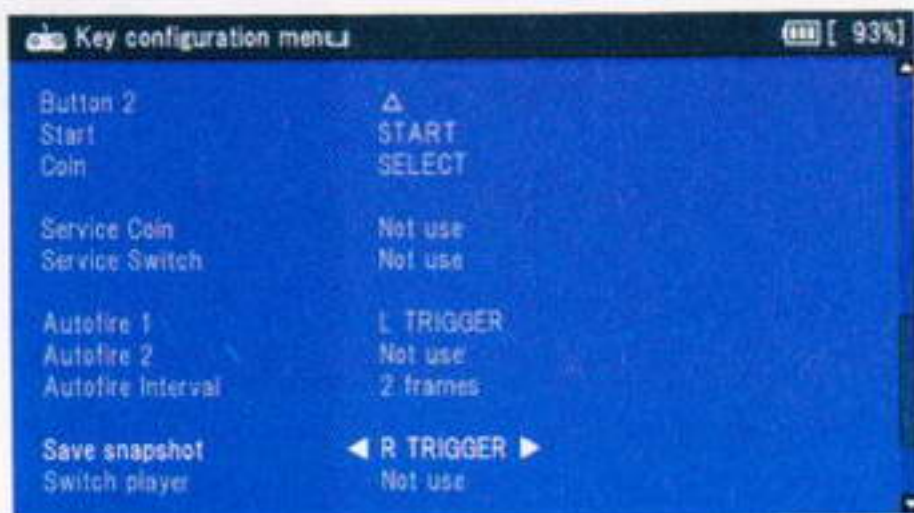 Key configuration menu [ 93%]
Button 2 △
Start START
Coin SELECT
Service Coin Not use
Service Switch Not use
Autofire 1 L TRIGGER
Autofire 2 Not use
Autofire Interval 2 frames
Save snapshot ◀ R TRIGGER ▶
Switch player Not use